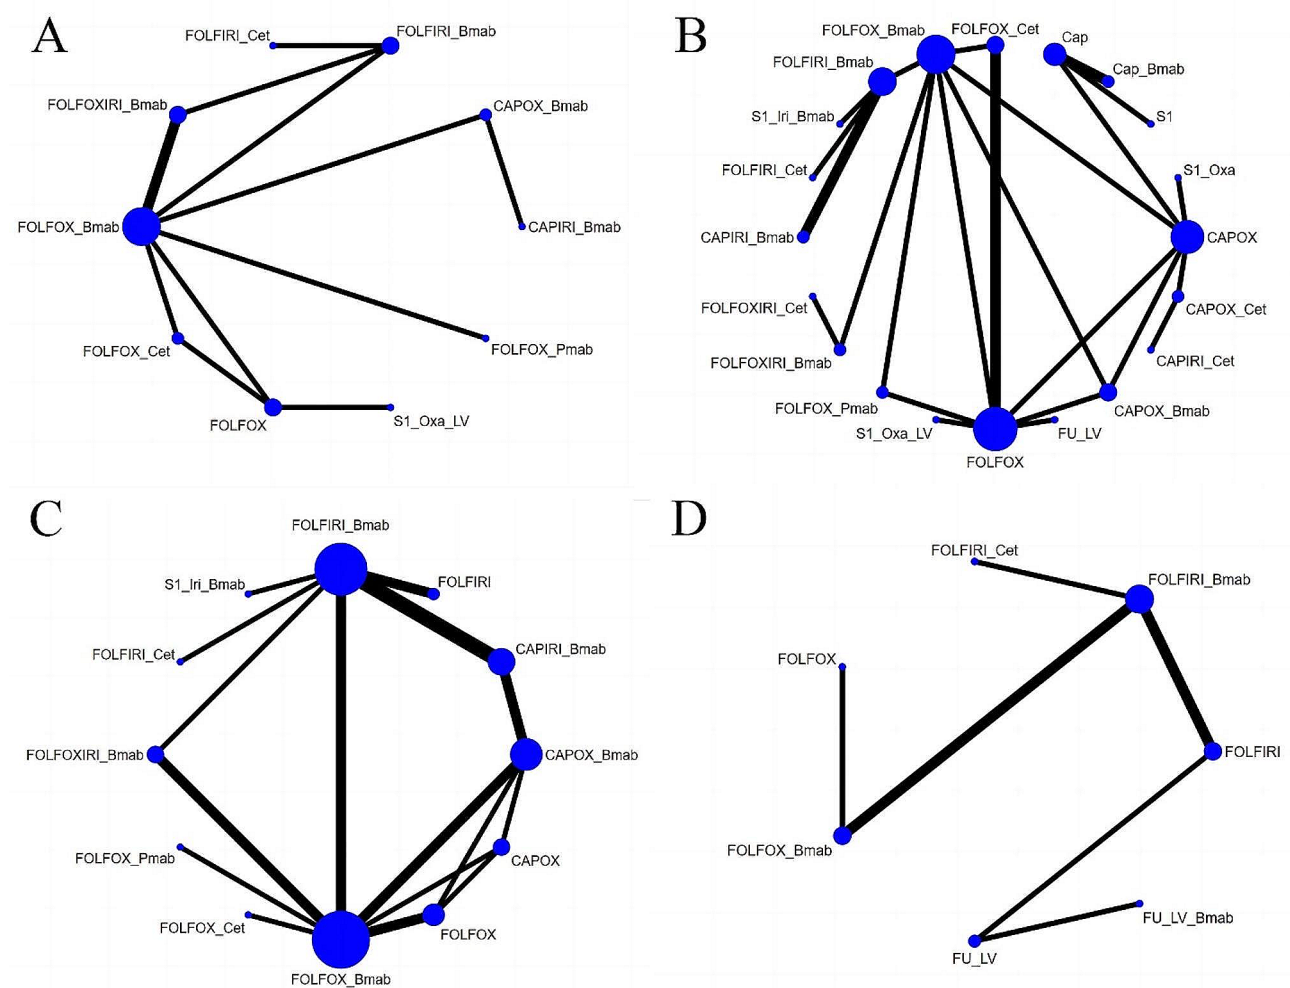 A
FOLFIRI_Cet
FOLFIRI_Bmab
FOLFOXIRI_Bmab
CAPOX_Bmab
FOLFOX_Bmab
CAPIRI_Bmab
FOLFOX_Cet
FOLFOX_Pmab
FOLFOX
S1_Oxa_LV
B
FOLFOX_Bmab
FOLFOX_Cet
Cap
FOLFIRI_Bmab
Cap_Bmab
S1_Iri_Bmab
S1
FOLFIRI_Cet
S1_Oxa
CAPIRI_Bmab
CAPOX
FOLFOXIRI_Cet
CAPOX_Cet
FOLFOXIRI_Bmab
CAPIRI_Cet
FOLFOX_Pmab
CAPOX_Bmab
S1_Oxa_LV
FU_LV
FOLFOX
C
FOLFIRI_Bmab
S1_Iri_Bmab
FOLFIRI
FOLFIRI_Cet
CAPIRI_Bmab
FOLFOXIRI_Bmab
CAPOX_Bmab
FOLFOX_Pmab
CAPOX
FOLFOX_Cet
FOLFOX
FOLFOX_Bmab
D
FOLFIRI_Cet
FOLFIRI_Bmab
FOLFOX
FOLFIRI
FOLFOX_Bmab
FU_LV_Bmab
FU_LV